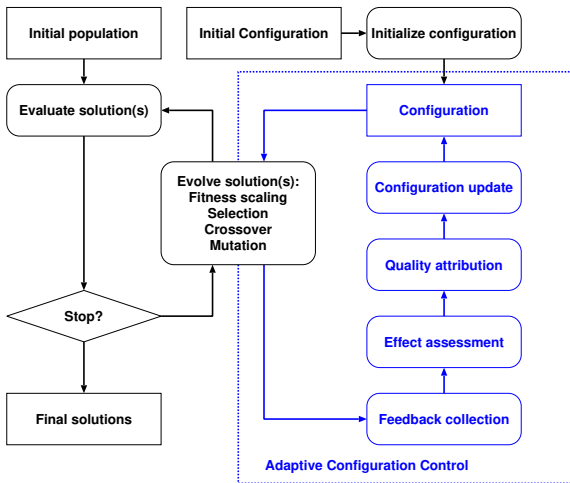 Initial population
Initial Configuration
Initialize configuration
Evaluate solution(s)
Configuration
Evolve solution(s):
Fitness scaling
Selection
Crossover
Mutation
Configuration update
Quality attribution
Stop?
Effect assessment
Final solutions
Feedback collection
Adaptive Configuration Control